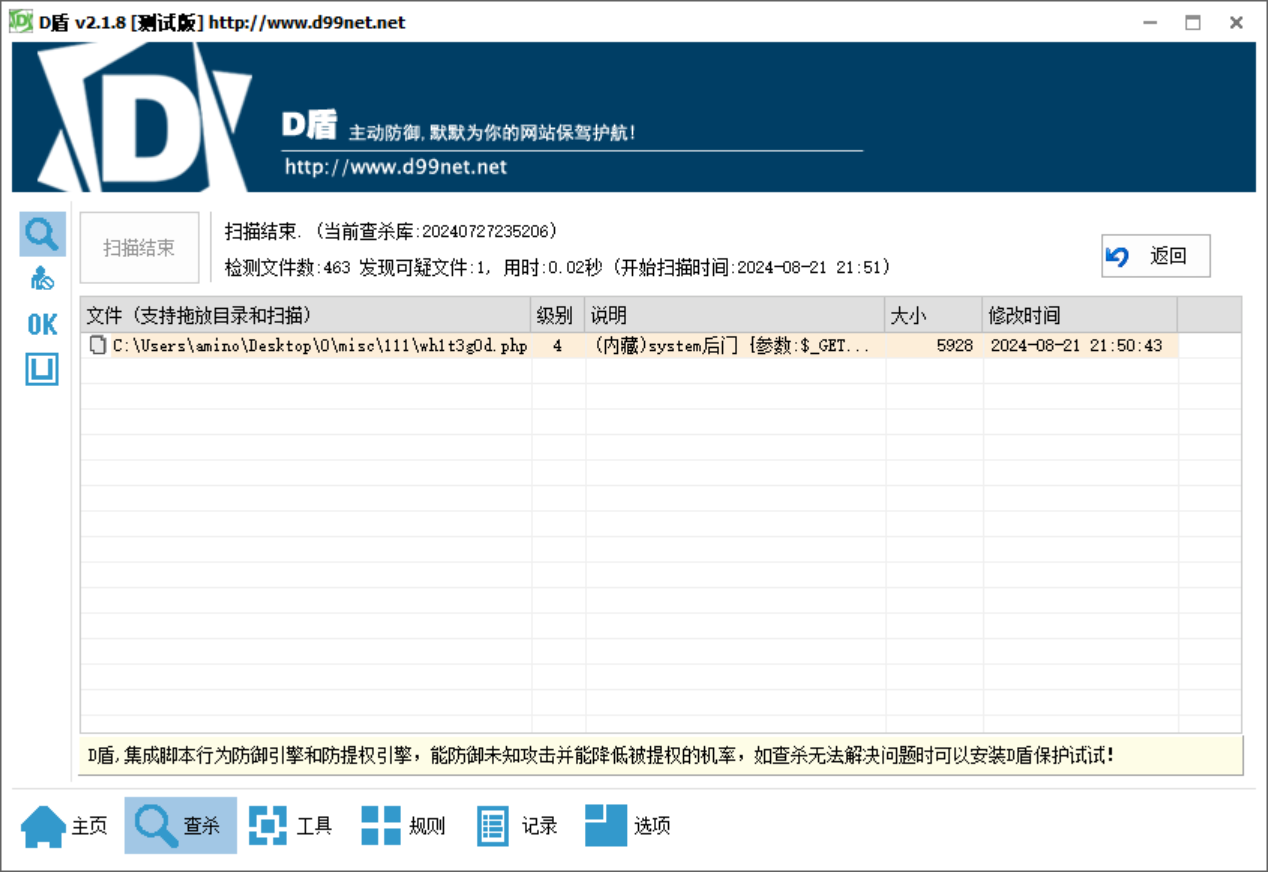 D盾 v2.1.8 [测试版] http://www.d99net.net
D盾 主动防御,默默为你的网站保驾护航!
http://www.d99net.net
扫描结束
扫描结束. (当前查杀库:20240727235206)
检测文件数:463 发现可疑文件:1, 用时:0.02秒 (开始扫描时间:2024-08-21 21:51)
返回
OK
文件 (支持拖放目录和扫描) 级别 说明 大小 修改时间
C:\Users\amino\Desktop\0\misc\111\wh1t3g0d.php 4 (内藏)system后门 {参数:$_GET... 5928 2024-08-21 21:50:43
D盾,集成脚本行为防御引擎和防提权引擎，能防御未知攻击并能降低被提权的机率，如查杀无法解决问题时可以安装D盾保护试试!
主页 查杀 工具 规则 记录 选项